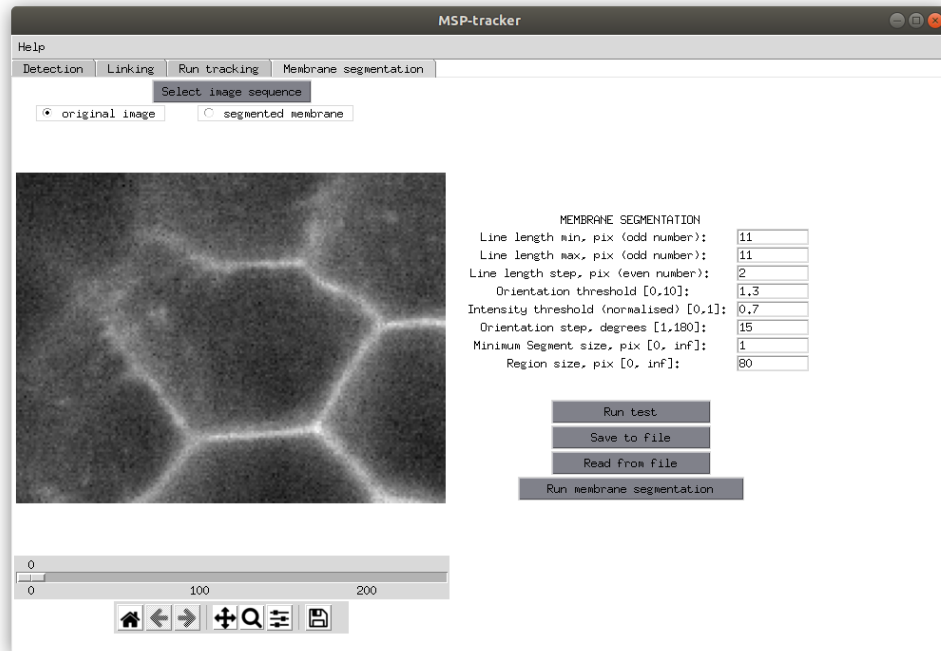 MSP-tracker
Help
Detection Linking Run tracking Membrane segmentation
Select image sequence
original image segmented membrane
MEMBRANE SEGMENTATION
Line length min, pix (odd number): 11
Line length max, pix (odd number): 11
Line length step, pix (even number): 2
Orientation threshold [0,10]: 1.3
Intensity threshold (normalised) [0,1]: 0.7
Orientation step, degrees [1,180]: 15
Minimum Segment size, pix [0, inf]: 1
Region size, pix [0, inf]: 80
Run test
Save to file
Read from file
Run membrane segmentation
0
0 100 200